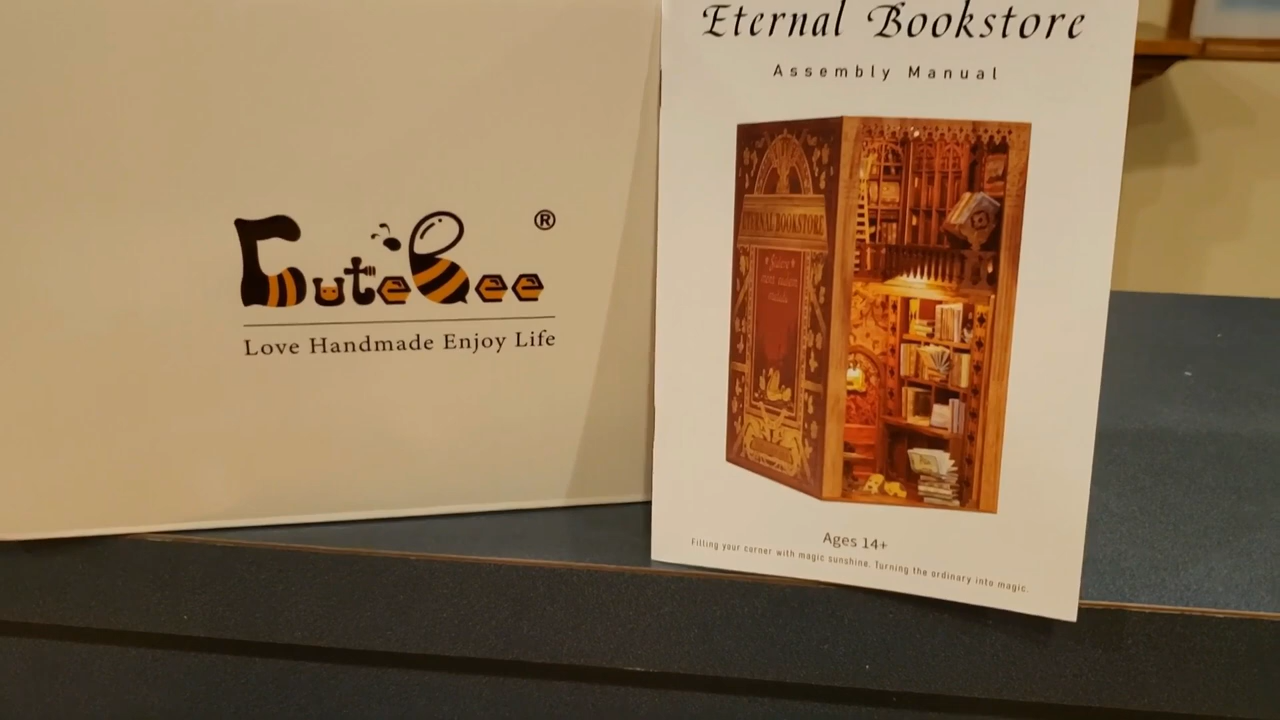 CuteBee ®
Love Handmade Enjoy Life
Eternal Bookstore
Assembly Manual
ETERNAL BOOKSTORE
Ages 14+
Filling your corner with magic sunshine. Turning the ordinary into magic.